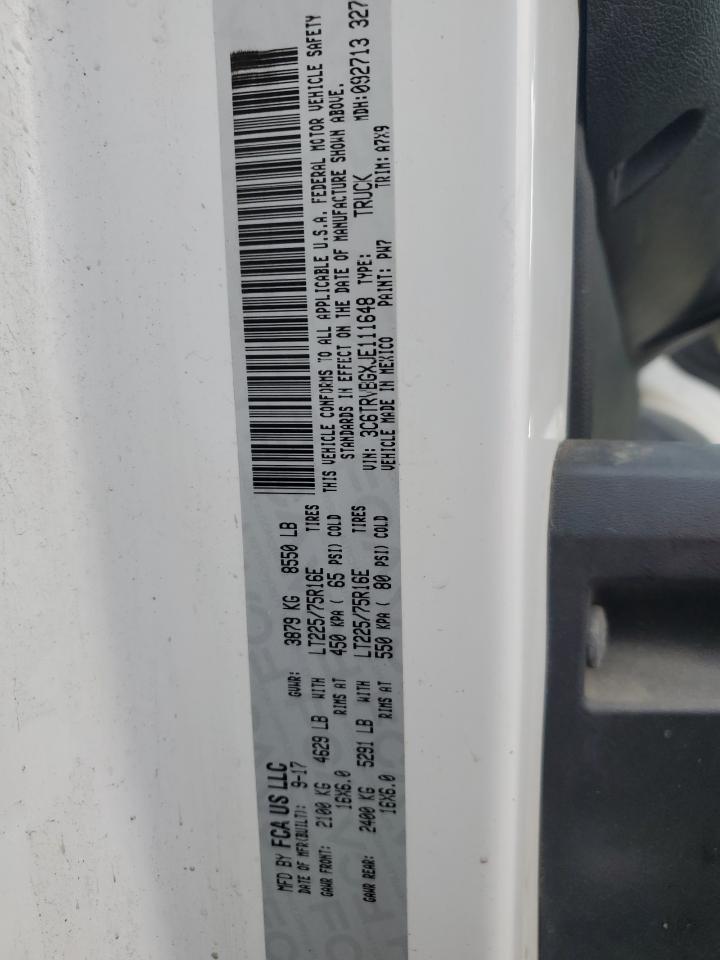 MFD BY FCA US LLC
DATE OF MFR(BUILT): 9-17 GVWR: 3879 KG 8550 LB
GAWR FRONT: 2100 KG 4629 LB WITH LT225/75R16E TIRES
16X6.0 RIMS AT 450 KPA ( 65 PSI) COLD
GAWR REAR: 2400 KG 5291 LB WITH LT225/75R16E TIRES
16X6.0 RIMS AT 550 KPA ( 80 PSI) COLD
THIS VEHICLE CONFORMS TO ALL APPLICABLE U.S.A. FEDERAL MOTOR VEHICLE SAFETY
STANDARDS IN EFFECT ON THE DATE OF MANUFACTURE SHOWN ABOVE.
VIN: 3C6TRVBGXJE111648 TYPE: TRUCK MDH:092713 327
VEHICLE MADE IN MEXICO PAINT: PW7 TRIM: A7X9